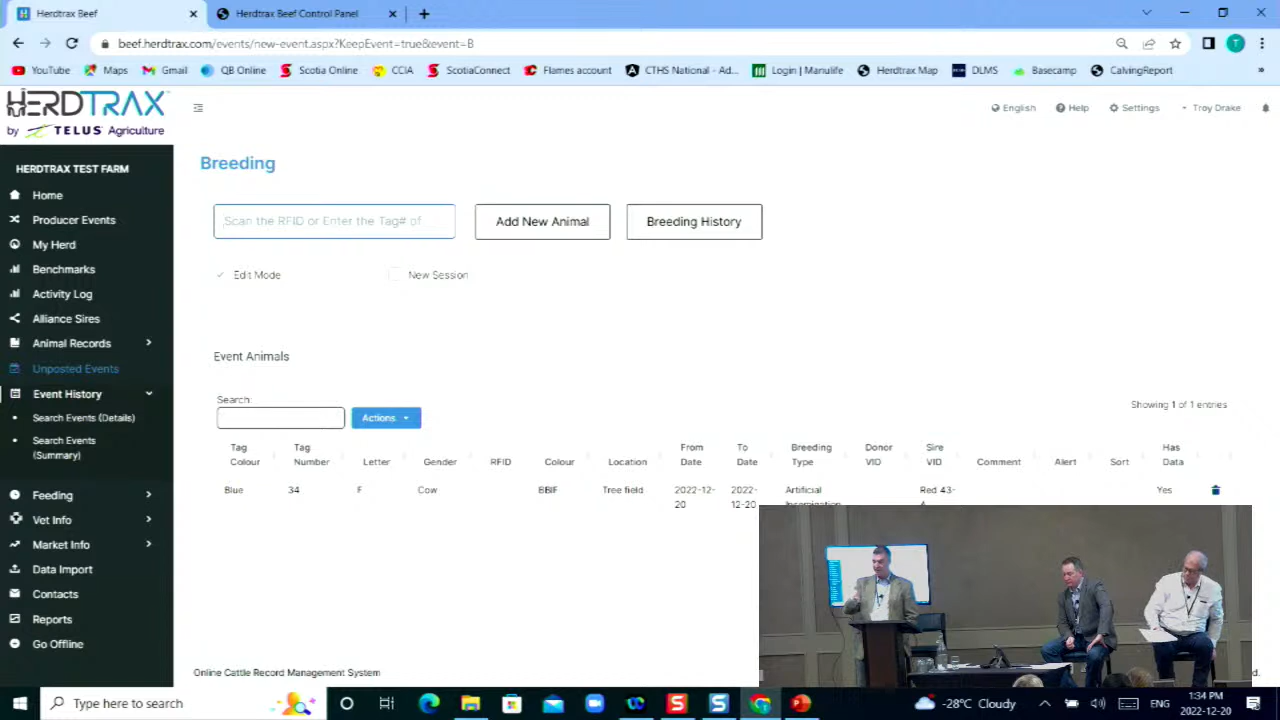 Herdtrax Beef
Herdtrax Beef Control Panel
beef.herdtrax.com/events/new-event.aspx?KeepEvent=true&event=B
YouTube Maps Gmail QB Online Scotia Online CCIA ScotiaConnect Flames account CTHS National - Ad... Login | Manulife Herdtrax Map DLMS Basecamp CalvingReport »
HERDTRAX
by TELUS Agriculture
English Help Settings Troy Drake
HERDTRAX TEST FARM
Home
Producer Events
My Herd
Benchmarks
Activity Log
Alliance Sires
Animal Records
Unposted Events
Event History
Search Events (Details)
Search Events
(Summary)
Feeding
Vet Info
Market Info
Data Import
Contacts
Reports
Go Offline
Breeding
Scan the RFID or Enter the Tag# of
Add New Animal
Breeding History
Edit Mode
New Session
Event Animals
Search:
Actions
Showing 1 of 1 entries
Tag Tag From To Breeding Donor Sire Has
Colour Number Letter Gender RFID Colour Location Date Date Type VID VID Comment Alert Sort Data
Blue 34 F Cow BBIF Tree field 2022-12- 2022- Artificial Red 43- Yes
20 12-20 Insemination A
Online Cattle Record Management System
d.
Type here to search
-28°C Cloudy
ENG
1:34 PM
2022-12-20